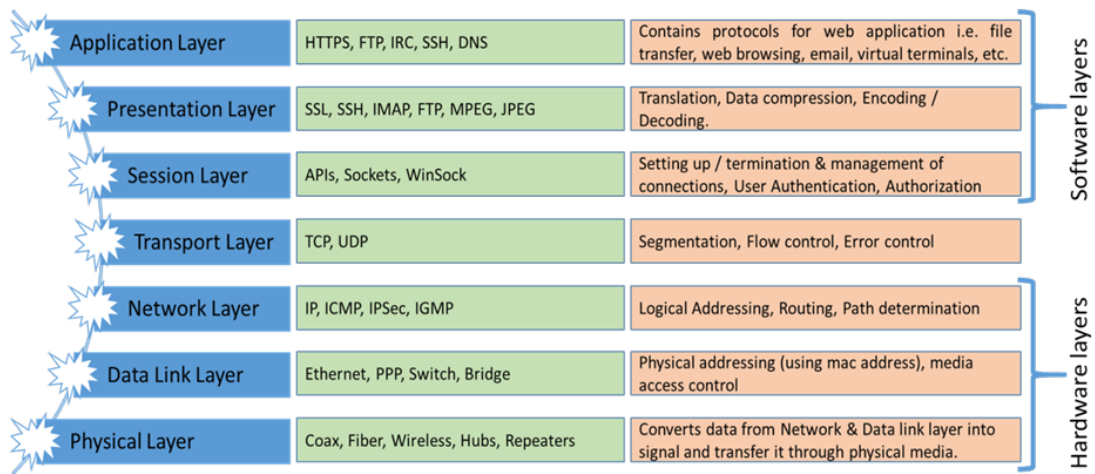 Application Layer
HTTPS, FTP, IRC, SSH, DNS
Contains protocols for web application i.e. file
transfer, web browsing, email, virtual terminals, etc.
Presentation Layer
SSL, SSH, IMAP, FTP, MPEG, JPEG
Translation, Data compression, Encoding /
Decoding.
Session Layer
APIs, Sockets, WinSock
Setting up / termination & management of
connections, User Authentication, Authorization
Software layers
Transport Layer
TCP, UDP
Segmentation, Flow control, Error control
Network Layer
IP, ICMP, IPSec, IGMP
Logical Addressing, Routing, Path determination
Data Link Layer
Ethernet, PPP, Switch, Bridge
Physical addressing (using mac address), media
access control
Physical Layer
Coax, Fiber, Wireless, Hubs, Repeaters
Converts data from Network & Data link layer into
signal and transfer it through physical media.
Hardware layers